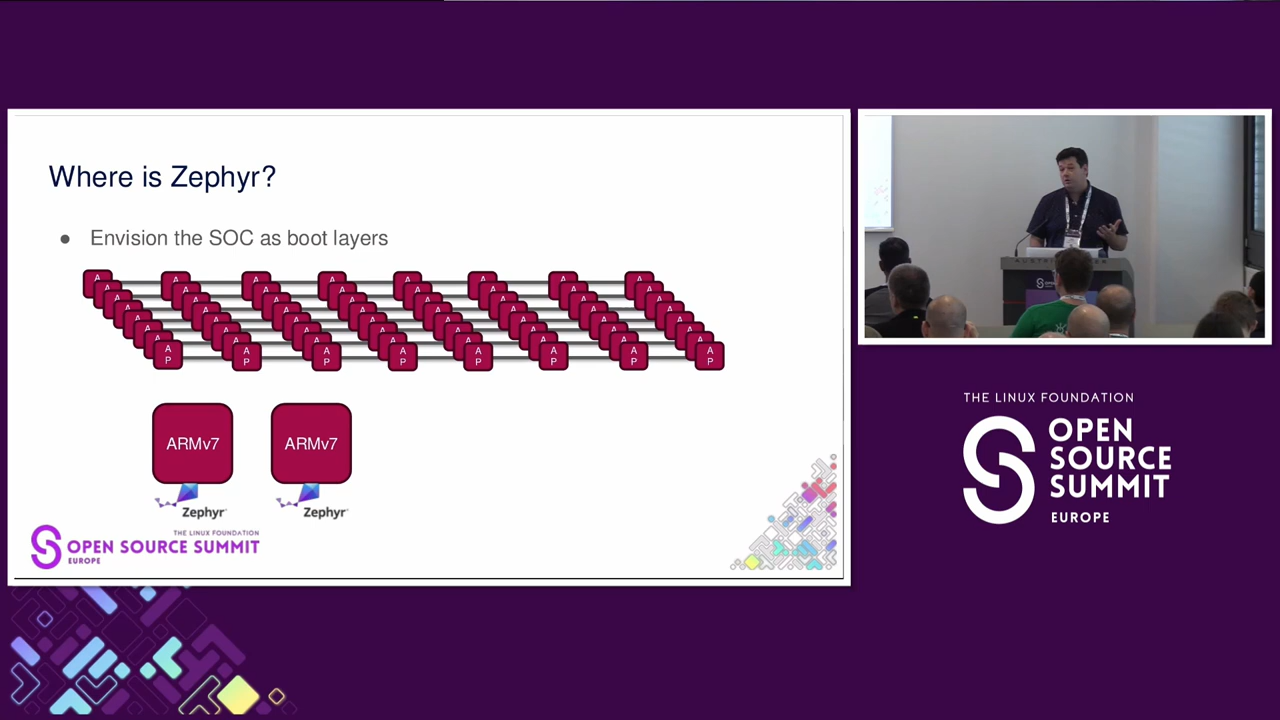 Where is Zephyr?
● Envision the SOC as boot layers
A A A A A A A A
A A A A A A A A
A A A A A A A A
A A A A A A A A
A A A A A A A A
A A A A A A A A
A A A A A A A A
A A A A A A A A
P P P P P P P P
ARMv7 ARMv7
Zephyr Zephyr
THE LINUX FOUNDATION
OPEN SOURCE SUMMIT
EUROPE
THE LINUX FOUNDATION
OPEN
SOURCE
SUMMIT
EUROPE